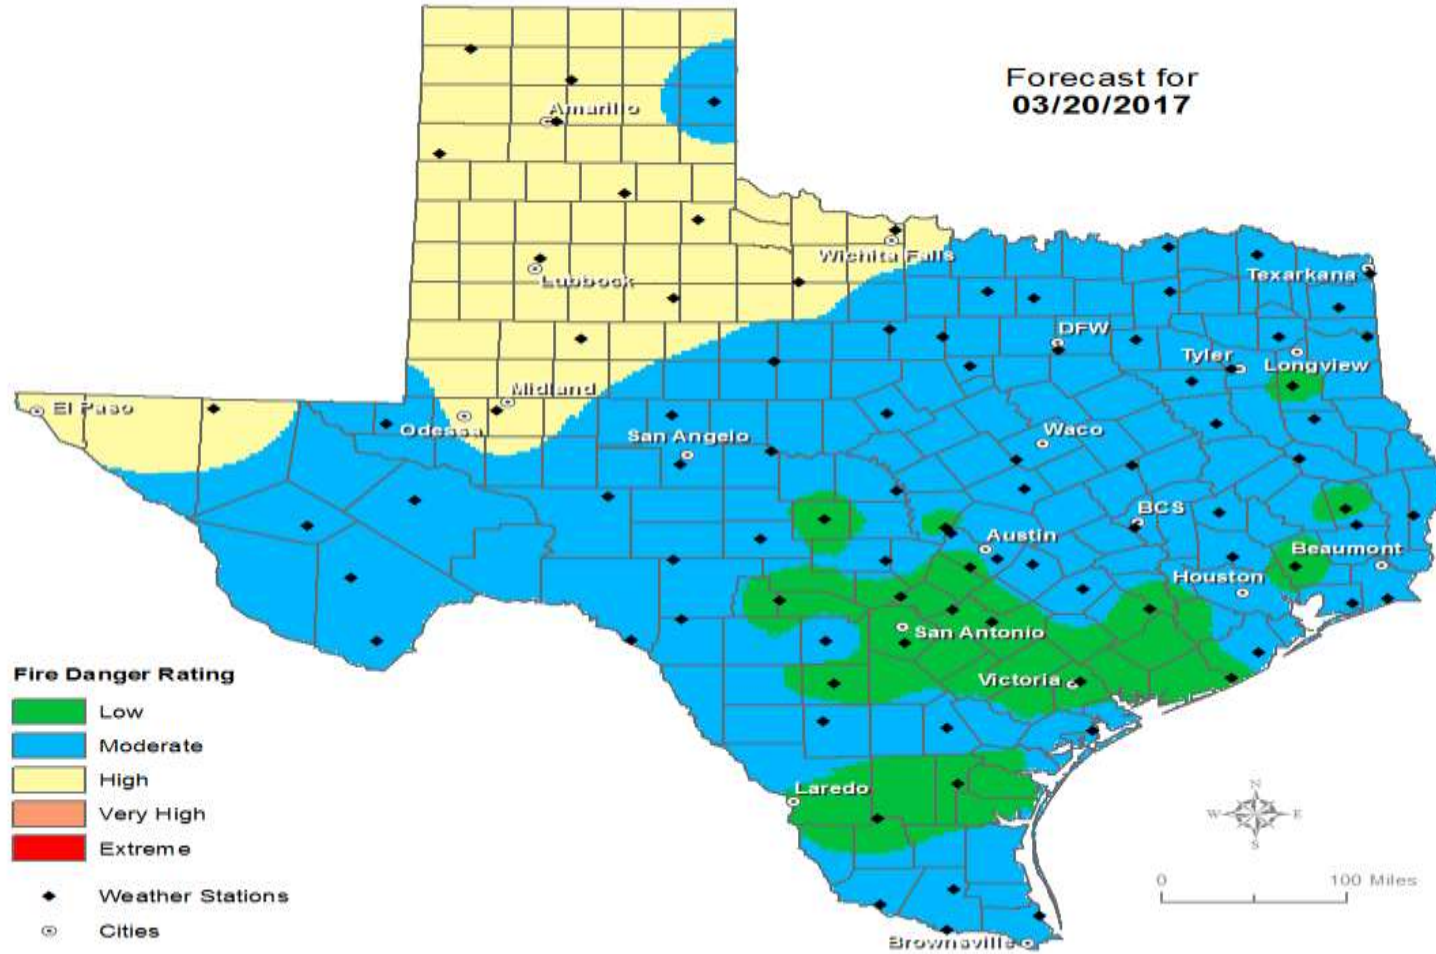 Forecast for
03/20/2017
Amarillo
Wichita Falls
Lubbock
Texarkana
DFW
Tyler
Longview
Midland
El Paso
Odessa
San Angelo
Waco
BCS
Austin
Beaumont
Houston
San Antonio
Victoria
Laredo
Brownsville
Fire Danger Rating
Low
Moderate
High
Very High
Extreme
Weather Stations
Cities
N
W E
S
0 100 Miles